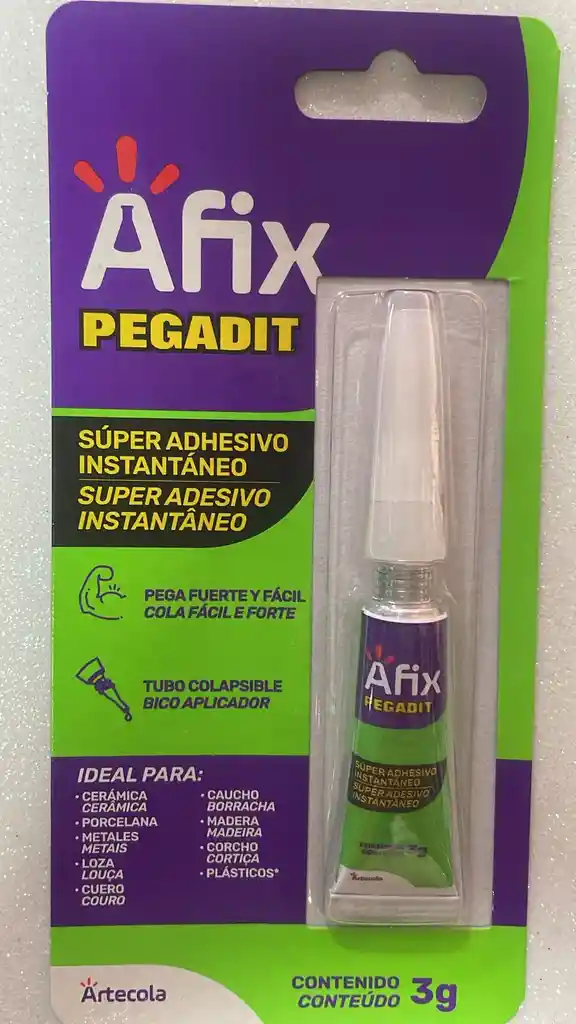 Afix
PEGADIT
SÚPER ADHESIVO
INSTANTÁNEO
SUPER ADESIVO
INSTANTÂNEO
PEGA FUERTE Y FÁCIL
COLA FÁCIL E FORTE
TUBO COLAPSIBLE
BICO APLICADOR
IDEAL PARA:
• CERÁMICA
CERÂMICA
• PORCELANA
• METALES
METAIS
• LOZA
LOUÇA
• CUERO
COURO
• CAUCHO
BORRACHA
• MADERA
MADEIRA
• CORCHO
CORTIÇA
• PLÁSTICOS*
Artecola
CONTENIDO
CONTEÚDO 3g
Afix
PEGADIT
SÚPER ADHESIVO
INSTANTÁNEO
SUPER ADESIVO
INSTANTÂNEO
3g
Artecola